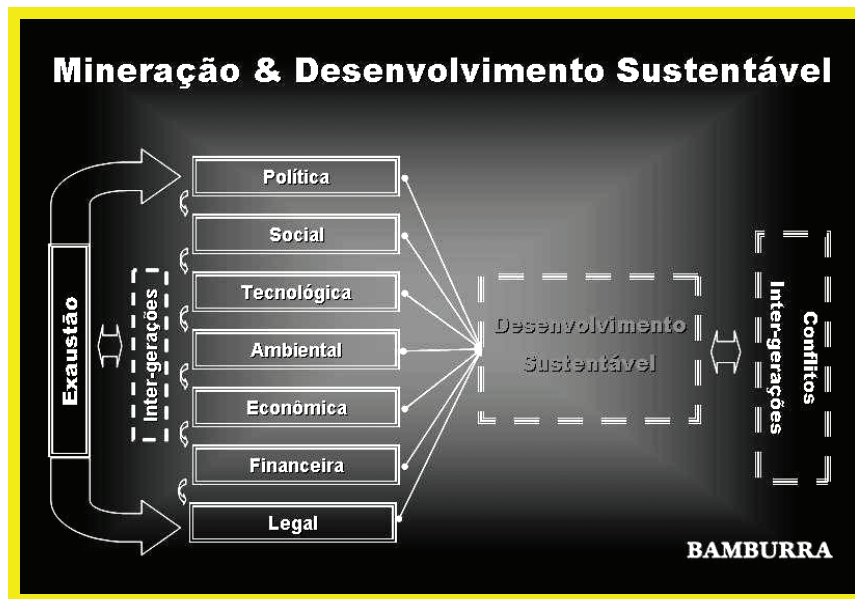 Mineração & Desenvolvimento Sustentável
Exaustão
Inter-gerações
Política
Social
Tecnológica
Ambiental
Econômica
Financeira
Legal
Desenvolvimento
Sustentável
Conflitos
Inter-gerações
BAMBURRA